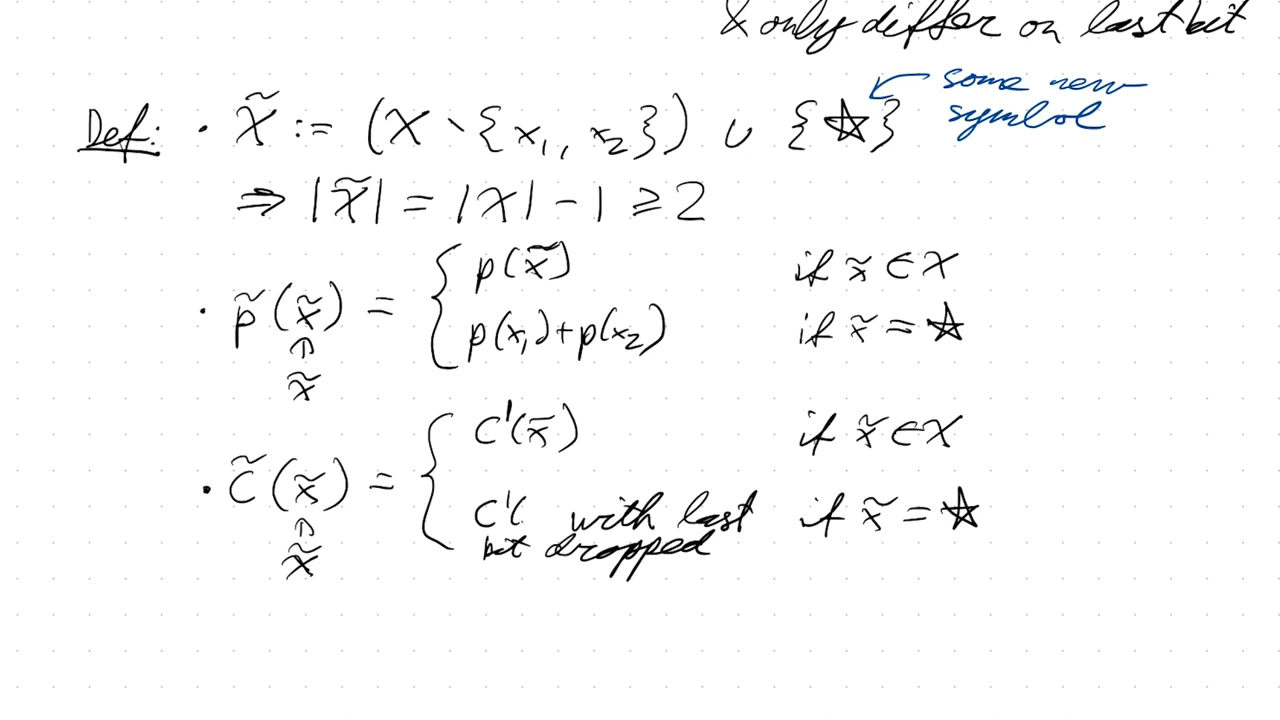 & only differ on last bit
some new
symbol
Def: • X̃ := (X \ {x₁, x₂}) ∪ {☆}
⇒ |X̃| = |X| - 1 ≥ 2
• p̃(x̃) = { p(x̃) if x̃ ∈ X
p(x₁)+p(x₂) if x̃ = ☆
↑
x̃
• C̃(x̃) = { C'(x̃) if x̃ ∈ X
C'( with last if x̃ = ☆
bit dropped
↑
x̃